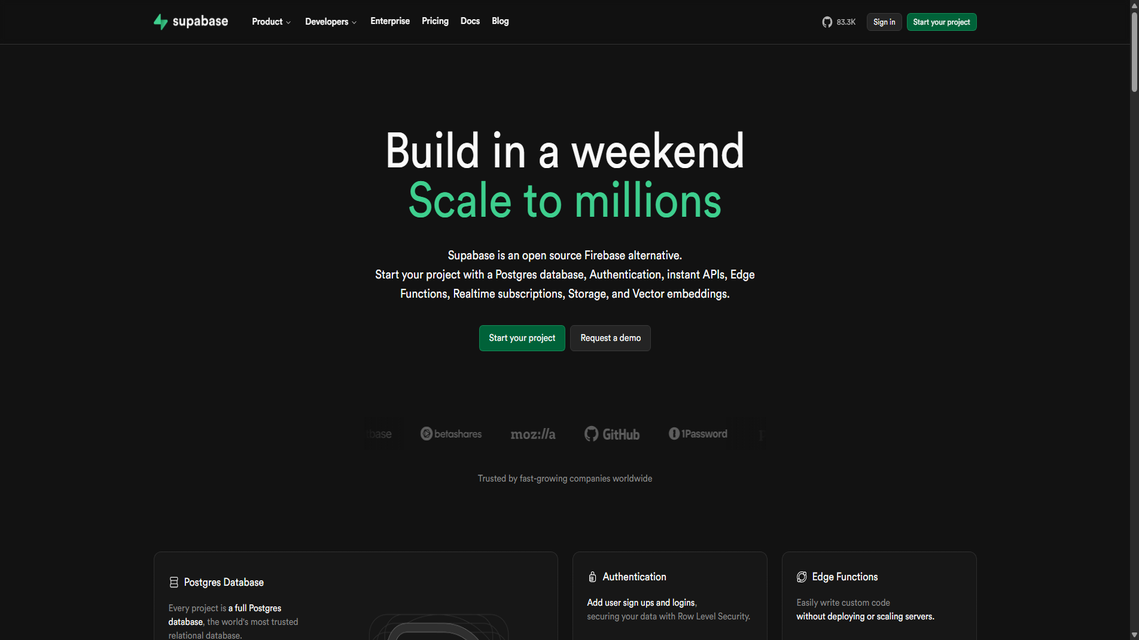 supabase
Product
Developers
Enterprise
Pricing
Docs
Blog
83.3K
Sign in
Start your project
Build in a weekend
Scale to millions
Supabase is an open source Firebase alternative.
Start your project with a Postgres database, Authentication, instant APIs, Edge
Functions, Realtime subscriptions, Storage, and Vector embeddings.
Start your project
Request a demo
base
betashares
moz://a
GitHub
1Password
Trusted by fast-growing companies worldwide
Postgres Database
Every project is a full Postgres
database, the world's most trusted
relational database.
Authentication
Add user sign ups and logins,
securing your data with Row Level Security.
Edge Functions
Easily write custom code
without deploying or scaling servers.